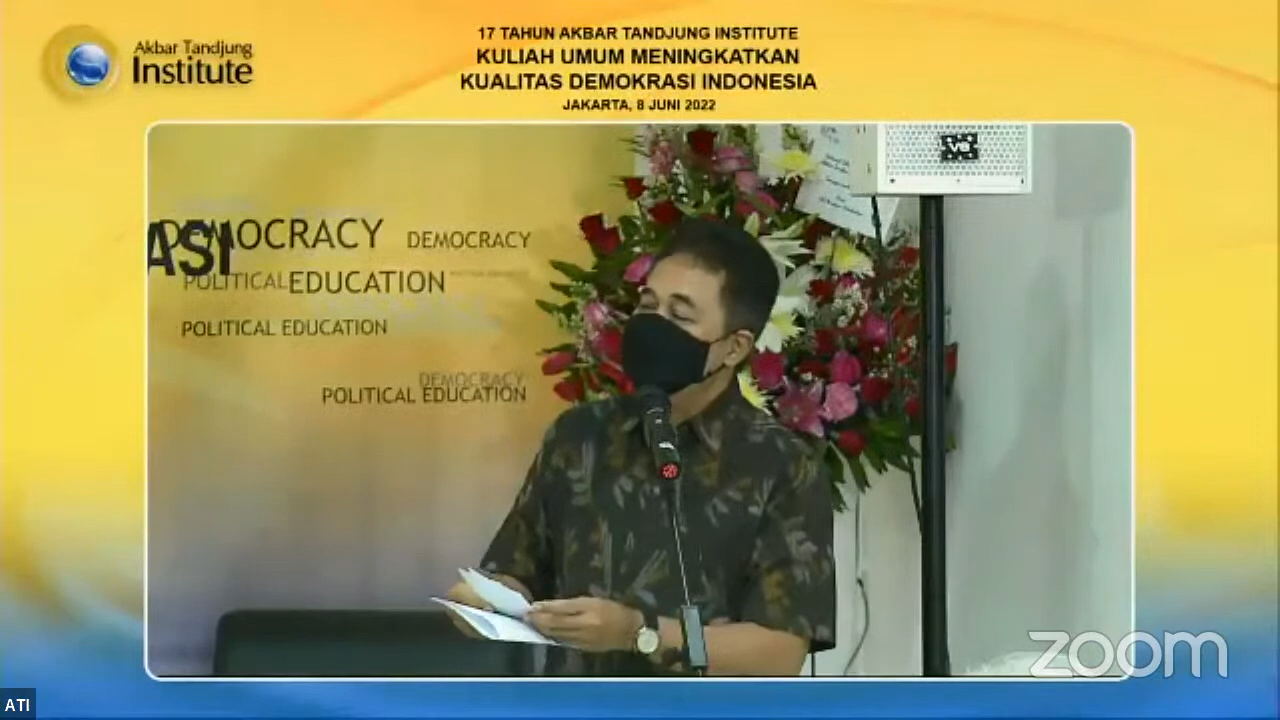 Akbar Tandjung
Institute
17 TAHUN AKBAR TANDJUNG INSTITUTE
KULIAH UMUM MENINGKATKAN
KUALITAS DEMOKRASI INDONESIA
JAKARTA, 8 JUNI 2022
ASI
DEMOCRACY
DEMOCRACY
POLITICAL EDUCATION
POLITICAL EDUCATION
DEMOCRACY
POLITICAL EDUCATION
zoom
ATI